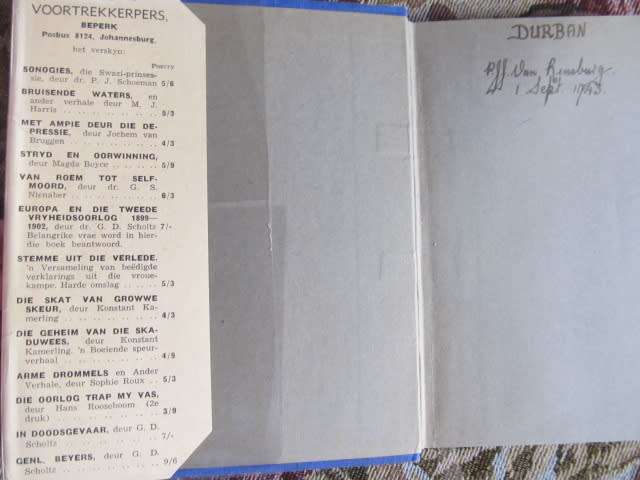 VOORTREKKERPERS,
BEPERK
Posbus 8124, Johannesburg.
het verskyn:
Posvry
SONOGIES, die Swazi-prinses-
sie, deur dr. P. J. Schoeman 5/6
BRUISENDE WATERS, en
ander verhale deur M. J.
Harris .. .. .. .. .. .. 5/3
MET AMPIE DEUR DIE DE-
PRESSIE, deur Jochem van
Bruggen .. .. .. .. .. .. 4/3
STRYD EN OORWINNING,
deur Magda Boyce .. .. .. 5/9
VAN ROEM TOT SELF-
MOORD, deur dr. G. S.
Nienaber .. .. .. .. .. .. 6/3
EUROPA EN DIE TWEEDE
VRYHEIDSOORLOG 1899—
1902, deur dr. G. D. Scholtz 7/-
Belangrike vrae word in hier-
die boek beantwoord.
STEMME UIT DIE VERLEDE,
'n Versameling van beëdigde
verklarings uit die vroue-
kampe. Harde omslag .. .. 5/3
DIE SKAT VAN GROWWE
SKEUR, deur Konstant Ka-
merling .. .. .. .. .. .. 4/3
DIE GEHEIM VAN DIE SKA-
DUWEES, deur Konstant
Kamerling. 'n Boeiende speur-
verhaal .. .. .. .. .. .. 4/9
ARME DROMMELS en Ander
Verhale, deur Sophie Roux .. 5/3
DIE OORLOG TRAP MY VAS,
deur Hans Rooseboom (2e
druk) .. .. .. .. .. .. 3/9
IN DOODSGEVAAR, deur G. D.
Scholtz .. .. .. .. .. .. 7/-
GENL. BEYERS, deur G. D.
Scholtz .. .. .. .. .. .. 9/6
DURBAN
van Rensburg
1 Sept